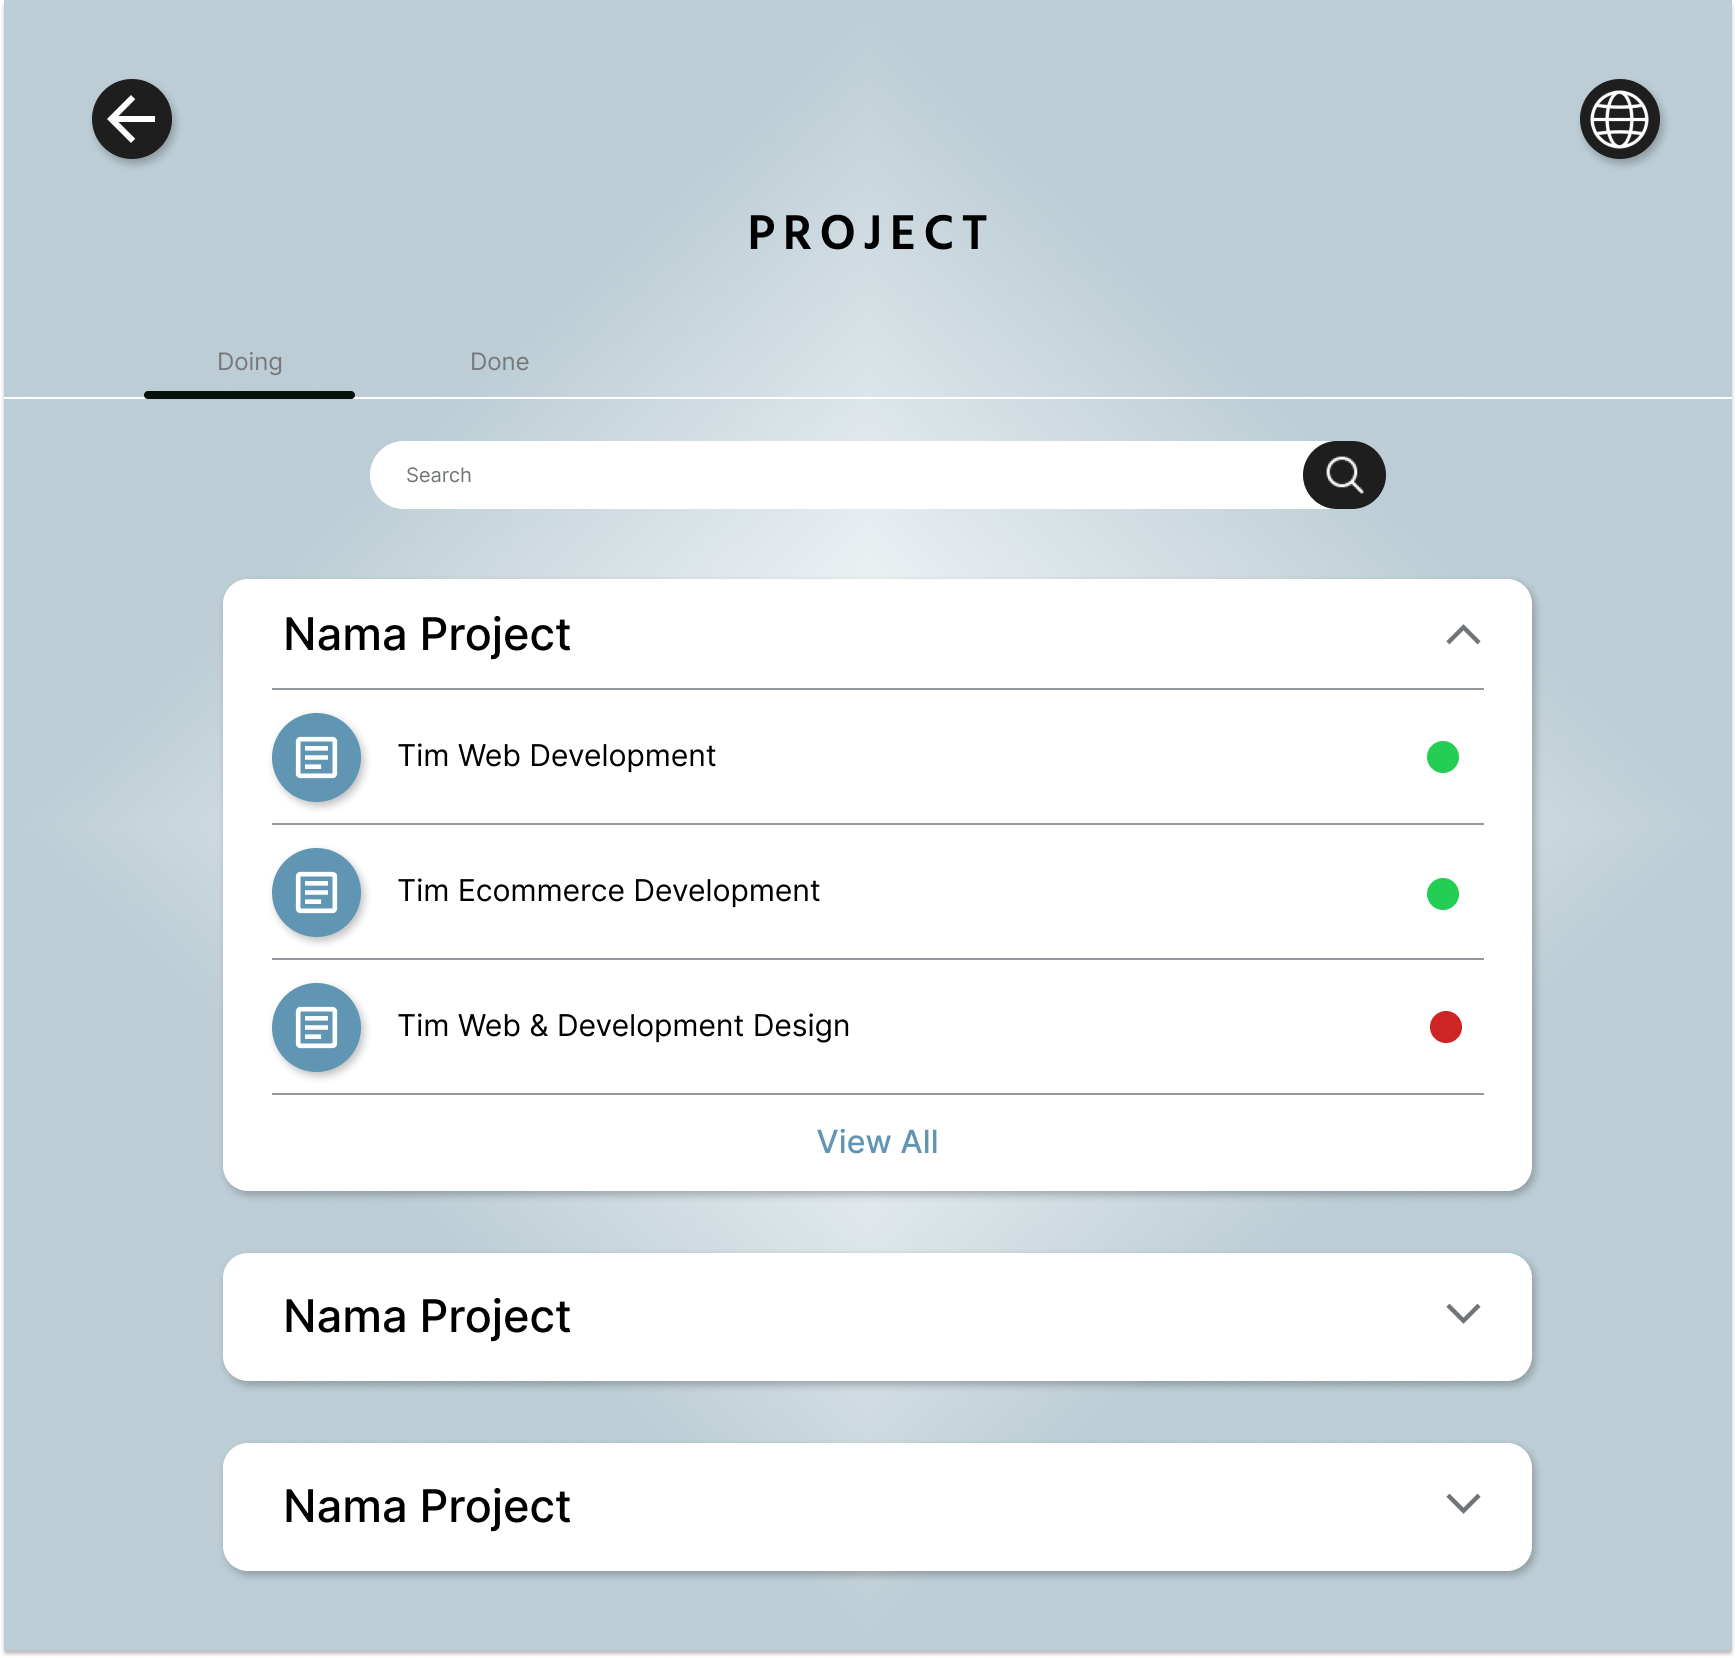 PROJECT
Doing
Done
Search
Nama Project
Tim Web Development
Tim Ecommerce Development
Tim Web & Development Design
View All
Nama Project
Nama Project